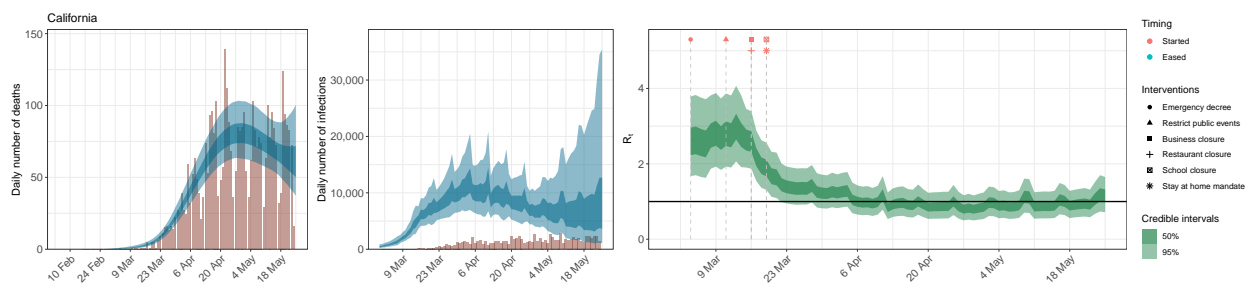 California
Daily number of deaths
150
100
50
0
10 Feb
24 Feb
9 Mar
23 Mar
6 Apr
20 Apr
4 May
18 May
Daily number of infections
30,000
20,000
10,000
0
9 Mar
23 Mar
6 Apr
20 Apr
4 May
18 May
Rt
4
2
0
9 Mar
23 Mar
6 Apr
20 Apr
4 May
18 May
Timing
Started
Eased
Interventions
Emergency decree
Restrict public events
Business closure
Restaurant closure
School closure
Stay at home mandate
Credible intervals
50%
95%